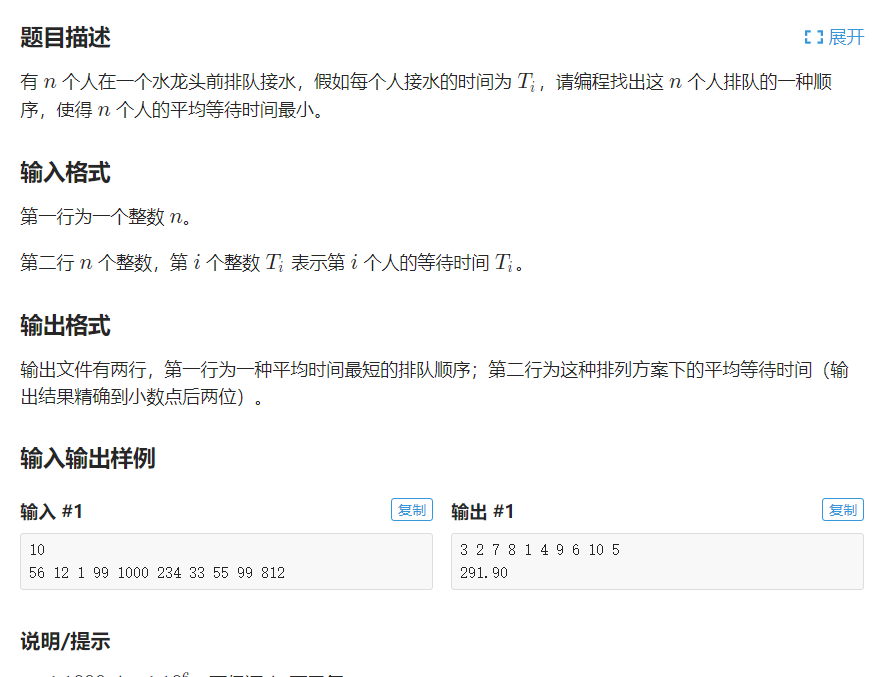 题目描述
展开
有 n 个人在一个水龙头前排队接水，假如每个人接水的时间为 Ti，请编程找出这 n 个人排队的一种顺
序，使得 n 个人的平均等待时间最小。
输入格式
第一行为一个整数 n。
第二行 n 个整数，第 i 个整数 Ti 表示第 i 个人的等待时间 Ti。
输出格式
输出文件有两行，第一行为一种平均时间最短的排队顺序；第二行为这种排列方案下的平均等待时间（输
出结果精确到小数点后两位）。
输入输出样例
输入 #1
复制
10
56 12 1 99 1000 234 33 55 99 812
输出 #1
复制
3 2 7 8 1 4 9 6 10 5
291.90
说明/提示